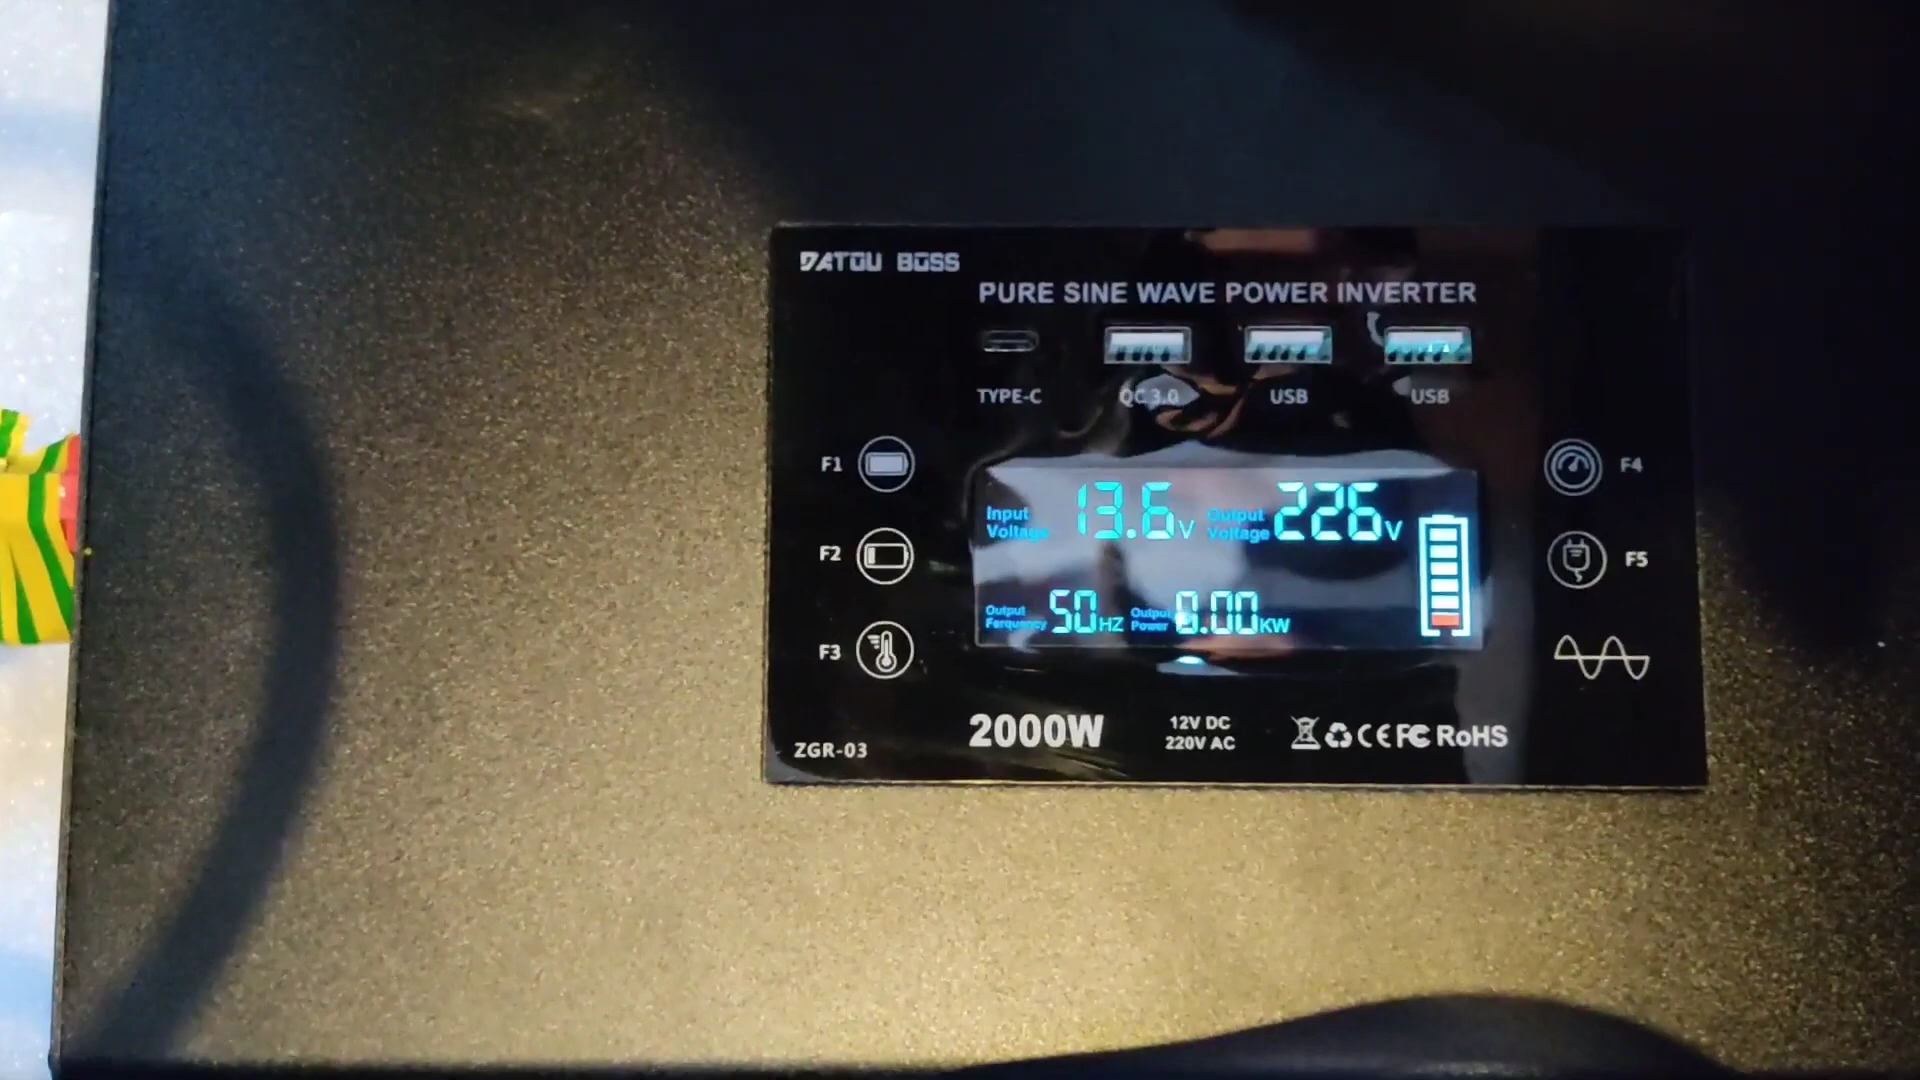 DATOU BOSS
PURE SINE WAVE POWER INVERTER
TYPE-C QC 3.0 USB USB
F1
F2
F3
F4
F5
Input Voltage 13.6V Output Voltage 226V
Output Ferquency 50HZ Output Power 0.00KW
2000W
12V DC
220V AC
CE FC RoHS
ZGR-03